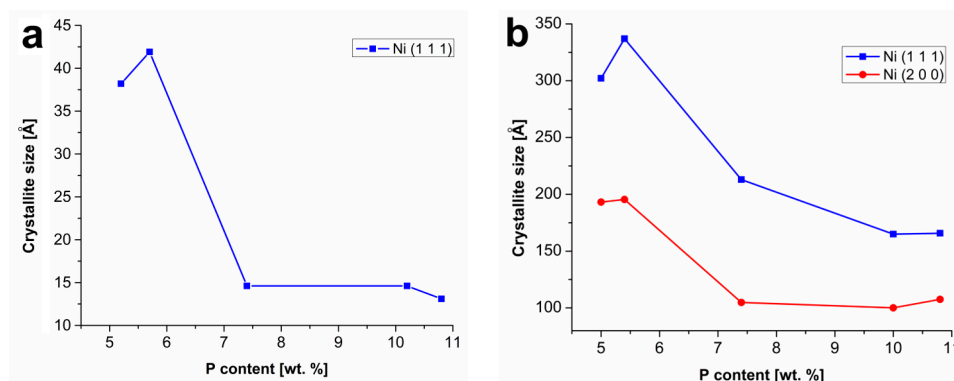 a
45
40
35
30
25
20
15
10
Crystallite size [Å]
Ni (1 1 1)
5 6 7 8 9 10 11
P content [wt. %]
b
350
300
250
200
150
100
Crystallite size [Å]
Ni (1 1 1)
Ni (2 0 0)
5 6 7 8 9 10 11
P content [wt. %]